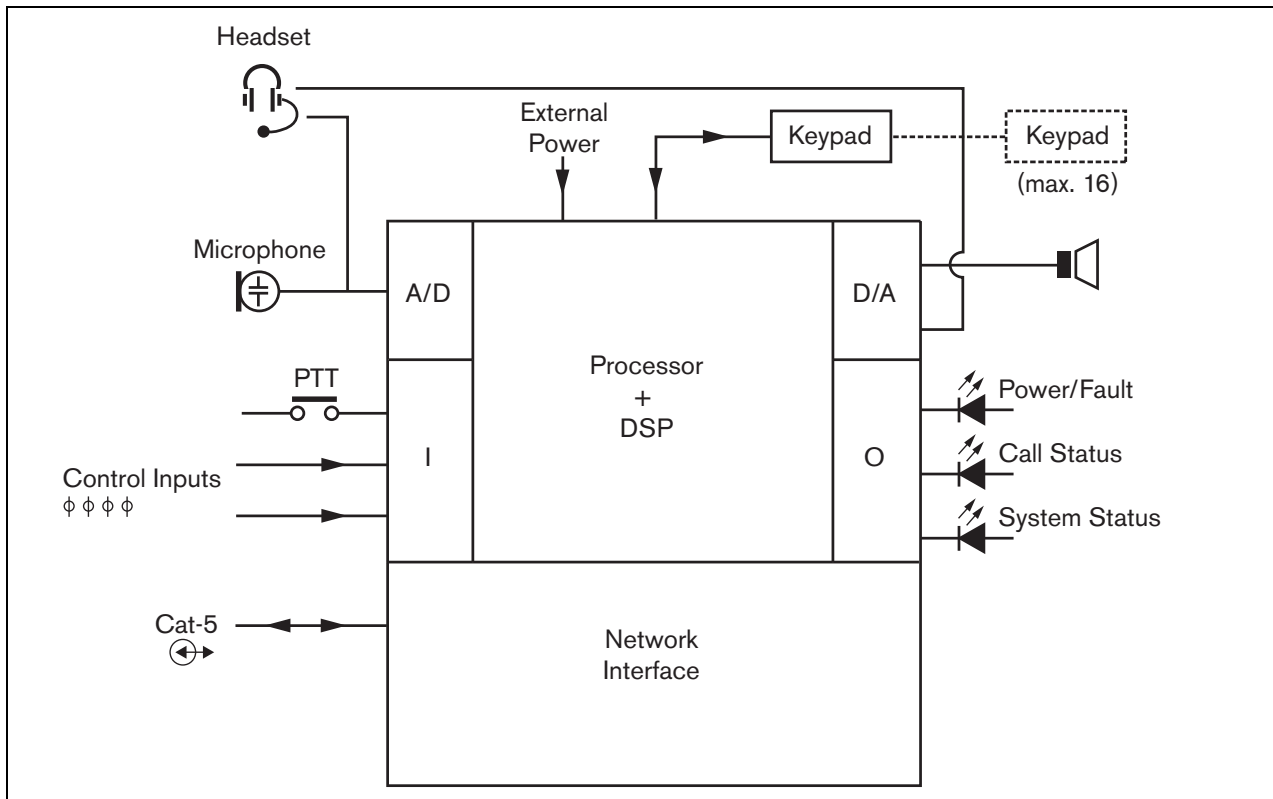 Headset
External
Power
Keypad
Keypad
(max. 16)
Microphone
A/D
D/A
Processor
+
DSP
PTT
Power/Fault
I
O
Call Status
Control Inputs
System Status
Cat-5
Network
Interface